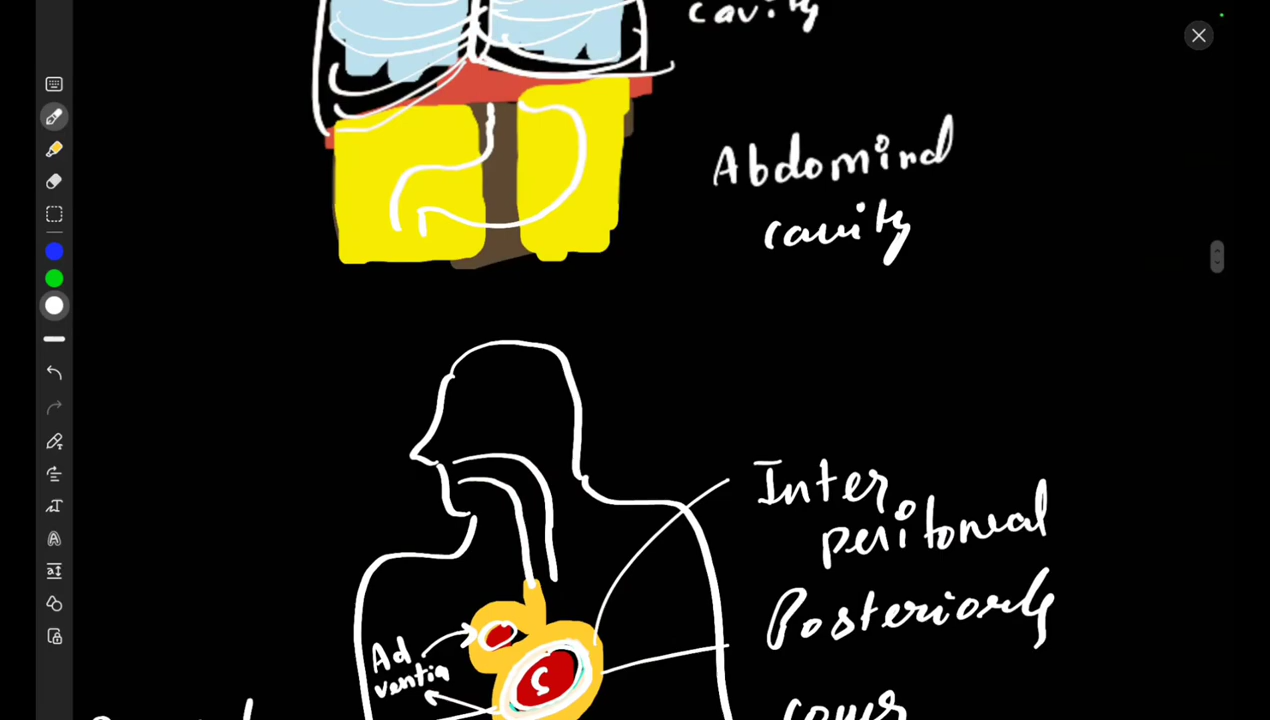 cavity
Abdominal
cavity
Inter
peritoneal
Posteriorly
Ad
ventia
S
cover